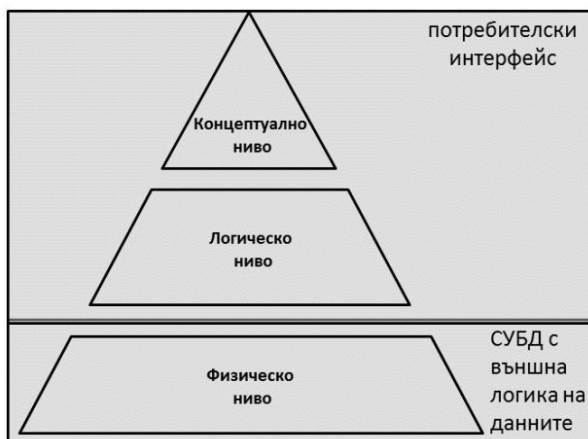 потребителски
интерфейс
Концептуално
ниво
Логическо
ниво
Физическо
ниво
СУБД с
външна
логика на
данните